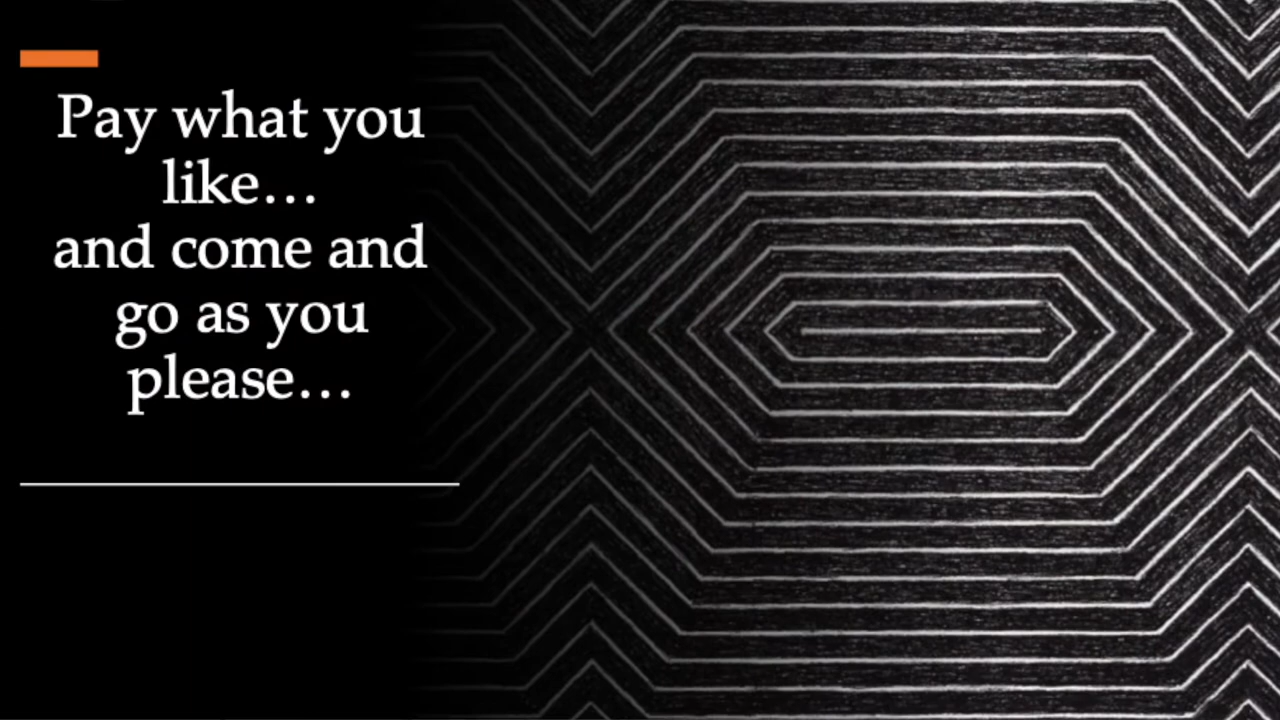 Pay what you
like…
and come and
go as you
please…